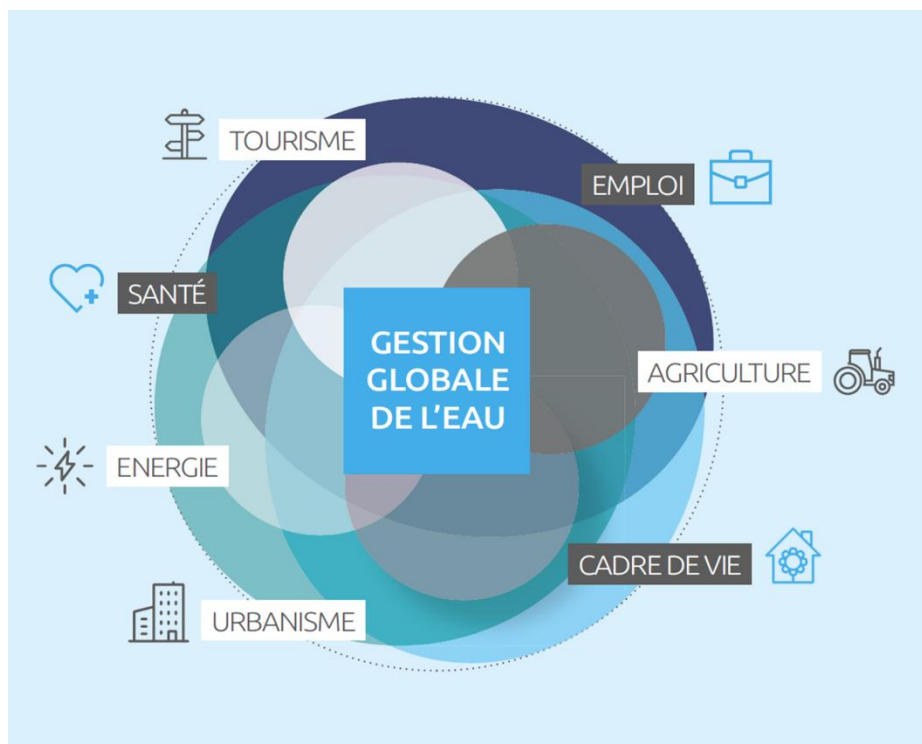 TOURISME
EMPLOI
SANTÉ
GESTION
GLOBALE
DE L'EAU
AGRICULTURE
ENERGIE
CADRE DE VIE
URBANISME